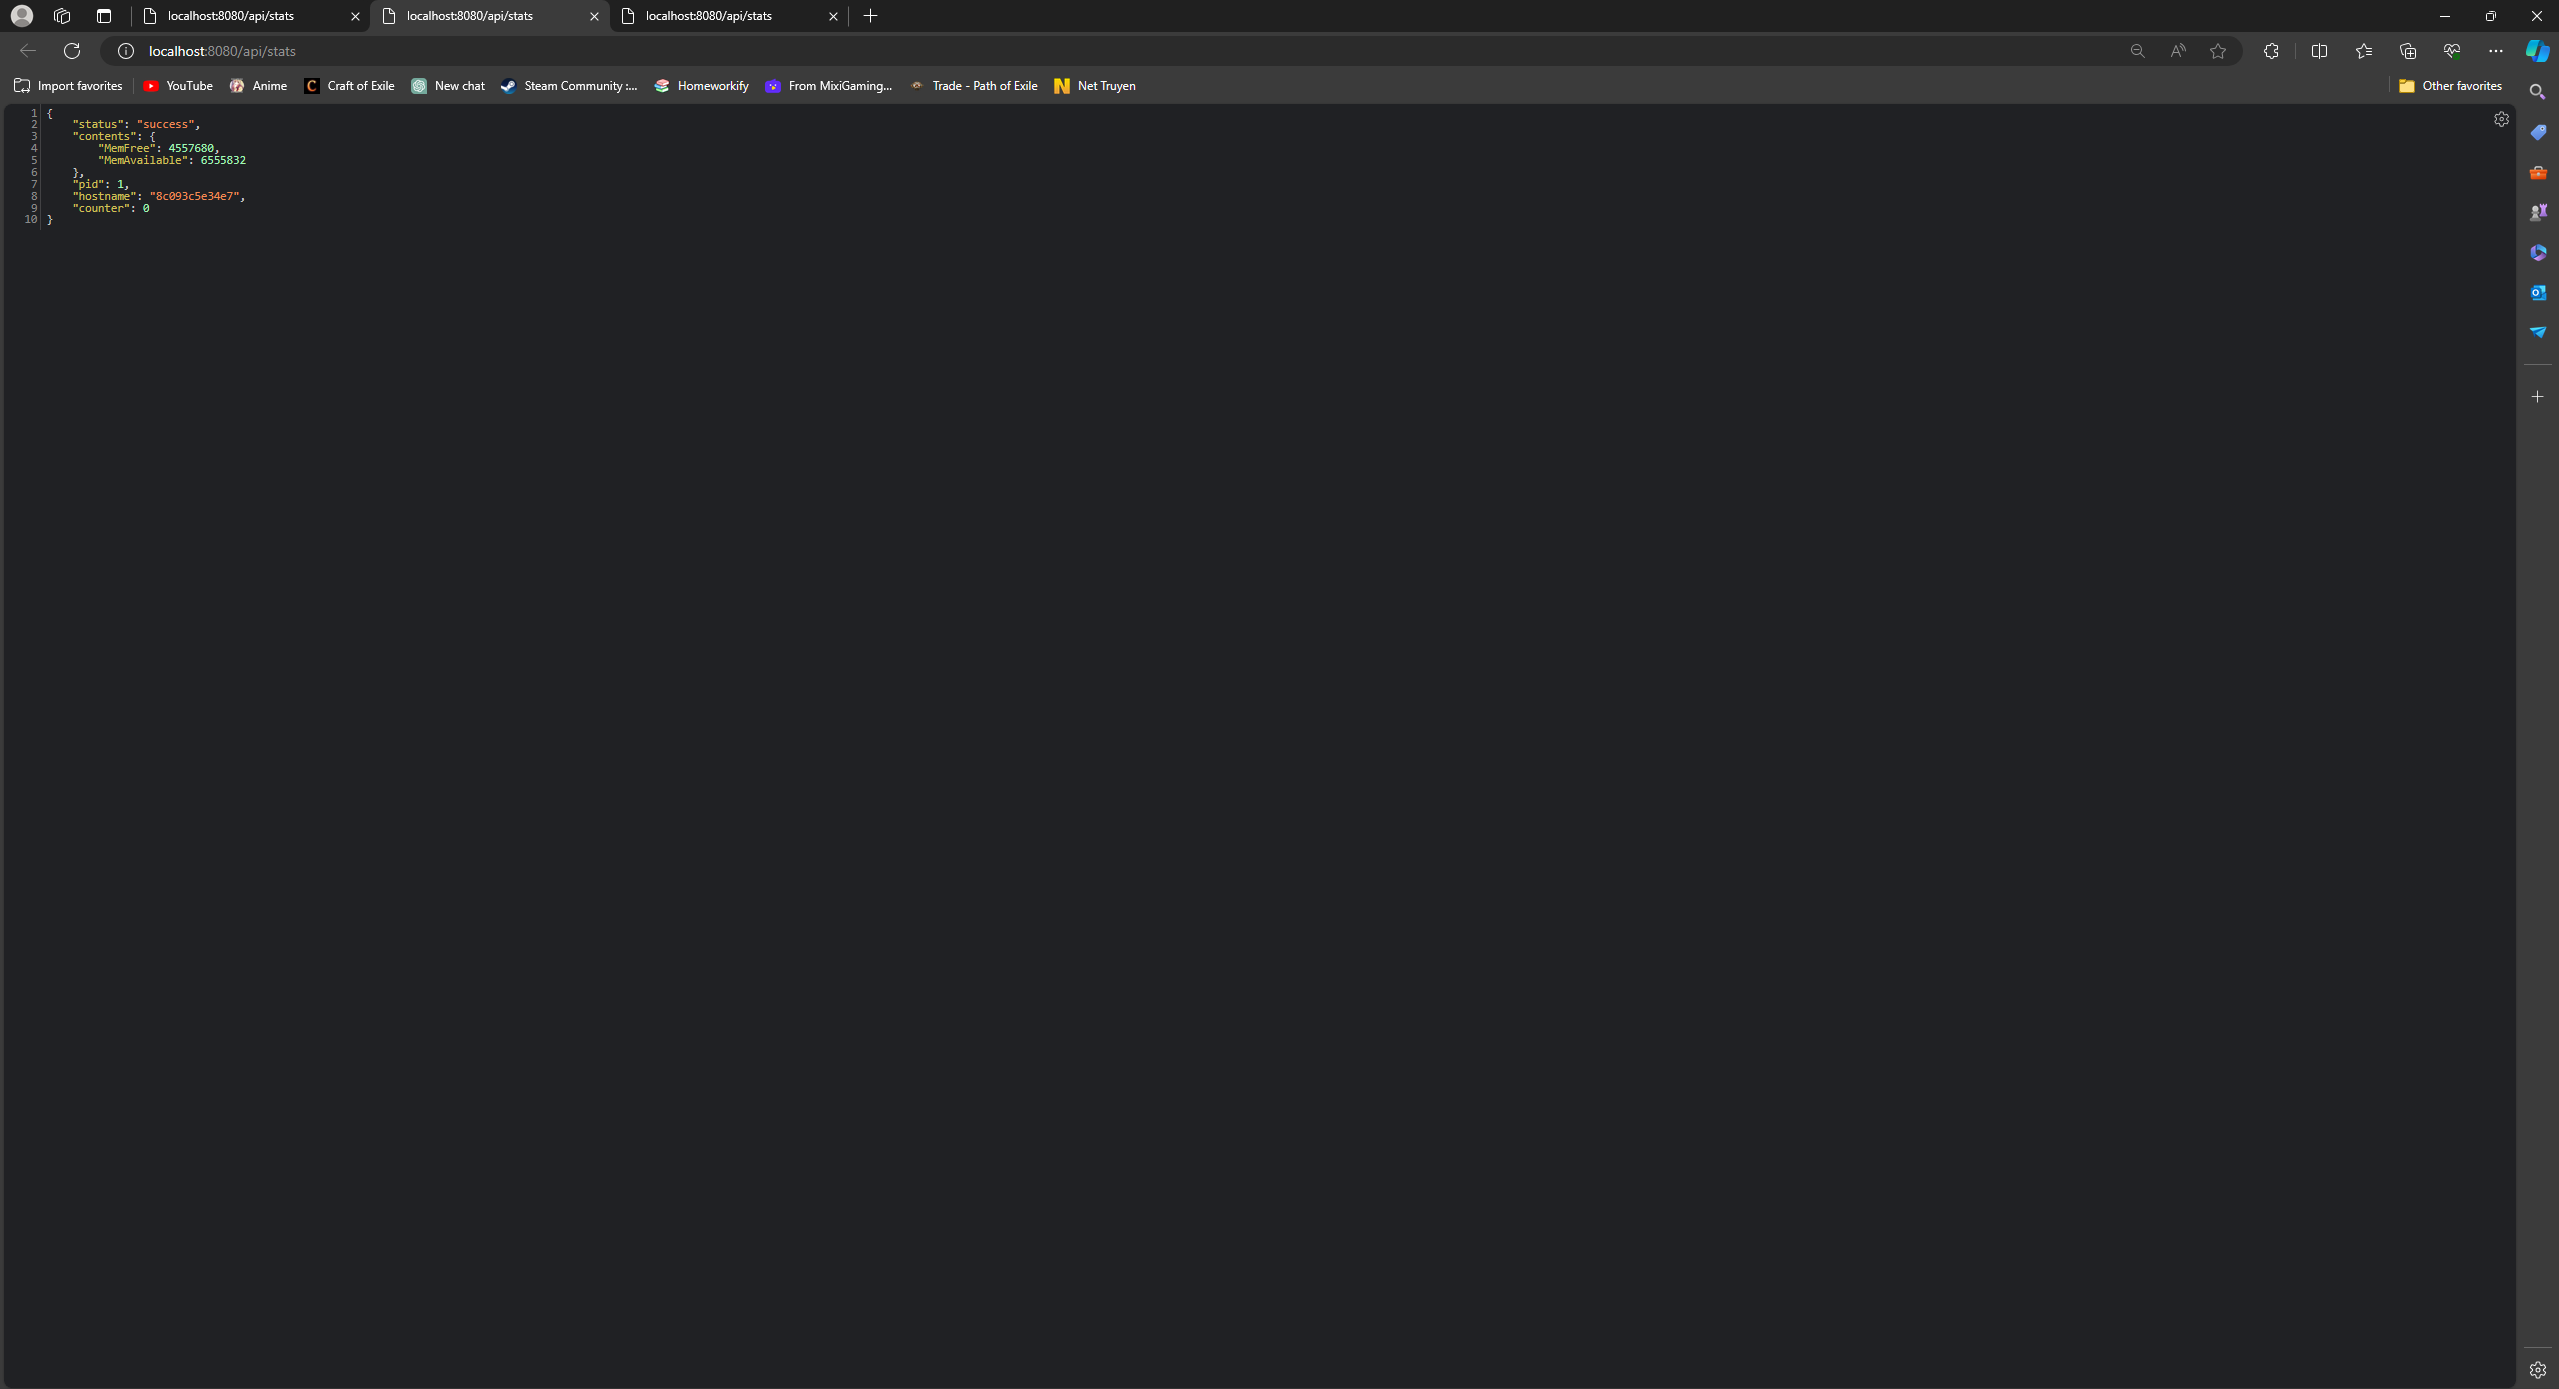 localhost:8080/api/stats localhost:8080/api/stats localhost:8080/api/stats
localhost:8080/api/stats
Import favorites YouTube Anime Craft of Exile New chat Steam Community :... Homeworkify From MixiGaming... Trade - Path of Exile Net Truyen Other favorites
1 {
2 "status": "success",
3 "contents": {
4 "MemFree": 4557680,
5 "MemAvailable": 6555832
6 },
7 "pid": 1,
8 "hostname": "8c093c5e34e7",
9 "counter": 0
10 }